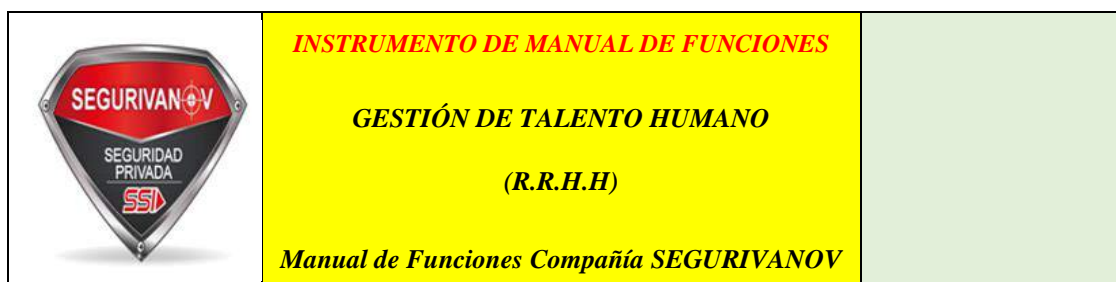 SEGURIVANOV
SEGURIDAD
PRIVADA
SSI
INSTRUMENTO DE MANUAL DE FUNCIONES
GESTIÓN DE TALENTO HUMANO
(R.R.H.H)
Manual de Funciones Compañía SEGURIVANOV